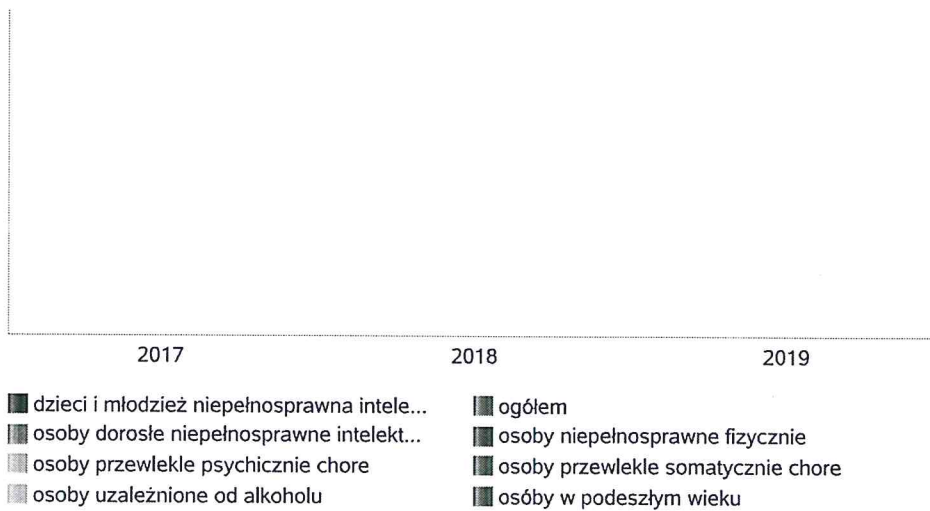 2017 2018 2019
dzieci i młodzież niepełnosprawna intele...
osoby dorosłe niepełnosprawne intelekt...
osoby przewlekle psychicznie chore
osoby uzależnione od alkoholu
ogółem
osoby niepełnosprawne fizycznie
osoby przewlekle somatycznie chore
osóby w podeszłym wieku